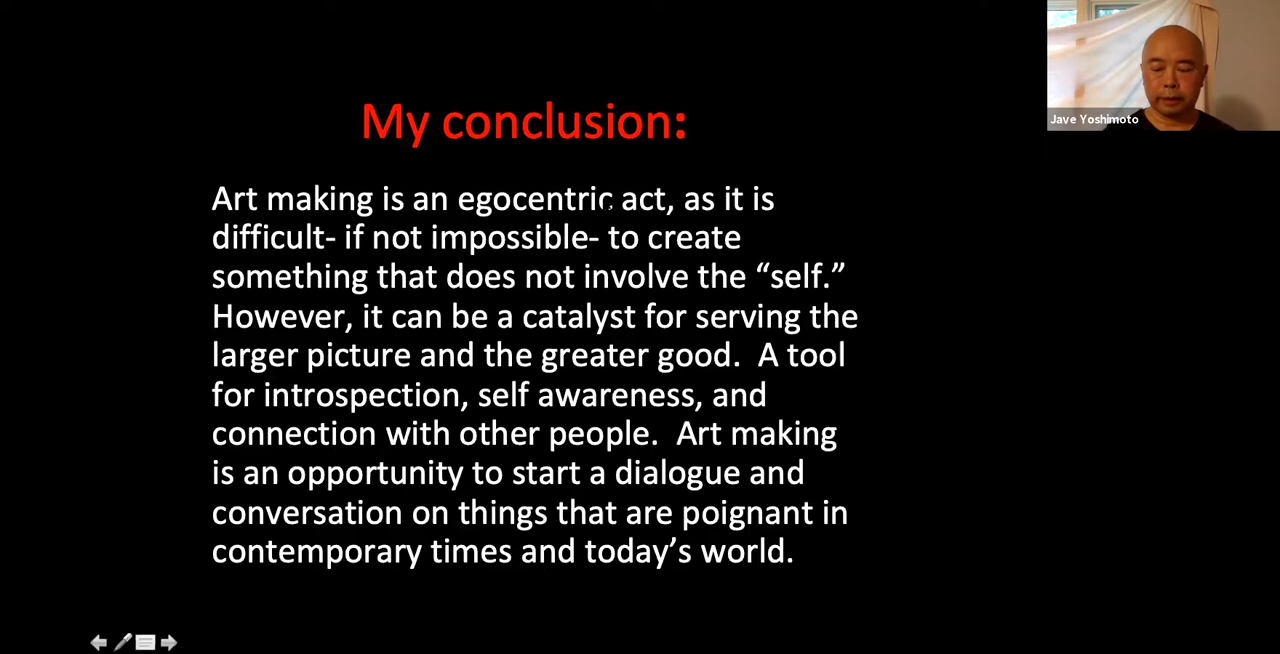 My conclusion:
Jave Yoshimoto
Art making is an egocentric act, as it is
difficult- if not impossible- to create
something that does not involve the “self.”
However, it can be a catalyst for serving the
larger picture and the greater good.  A tool
for introspection, self awareness, and
connection with other people.  Art making
is an opportunity to start a dialogue and
conversation on things that are poignant in
contemporary times and today’s world.